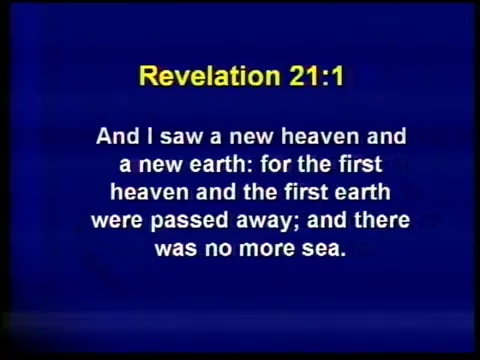 Revelation 21:1
And I saw a new heaven and
a new earth: for the first
heaven and the first earth
were passed away; and there
was no more sea.